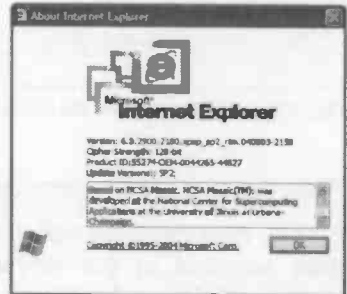 About Internet Explorer
Microsoft®
Internet Explorer
Version: 6.0.2900.2180.xpsp_sp2_rtm.040803-2158
Cipher Strength: 128-bit
Product ID:55274-OEM-
Update Versions:; SP2;
Based on NCSA Mosaic. NCSA Mosaic(TM); was
developed at the National Center for Supercomputing
Applications at the University of Illinois at Urbana-
Champaign.
Copyright ©1995-2004 Microsoft Corp.
OK